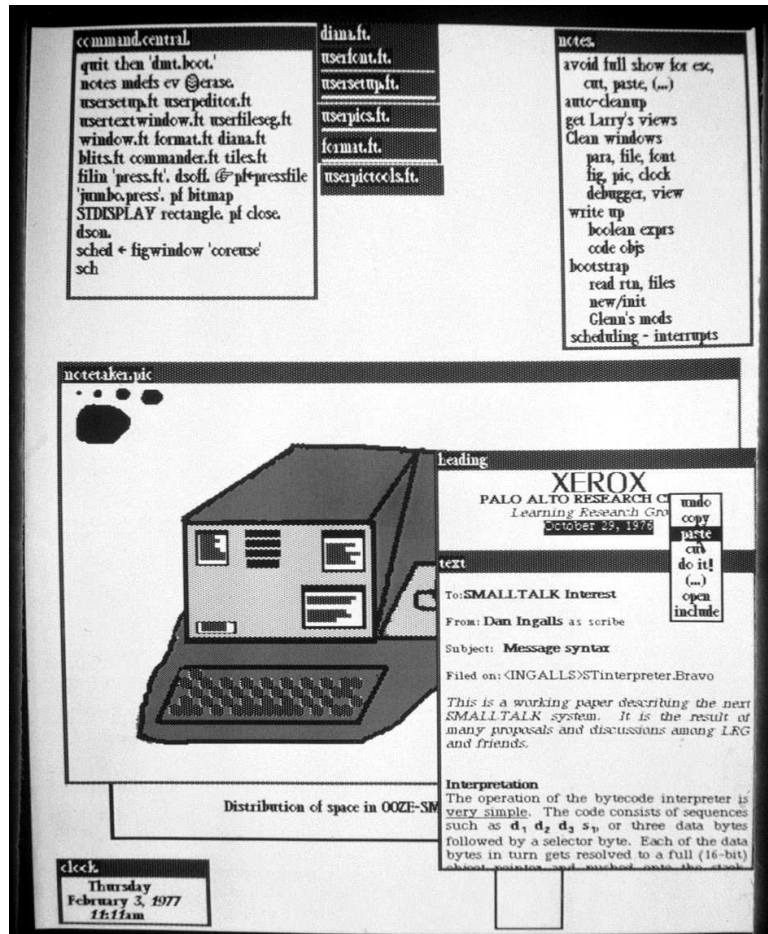 command.central.
quit then 'dmt.boot.'
notes mdefs ev erase.
usersetup.ft userpeditor.ft
usertextwindow.ft userfileseg.ft
window.ft format.ft diana.ft
blits.ft commander.ft tiles.ft
filin 'press.ft'. dsoff. ☞pf←pressfile
'jumbo.press'. pf bitmap
STDISPLAY rectangle. pf close.
dson.
sched ← figwindow 'coreuse'
sch
diana.ft.
userfont.ft.
usersetup.ft.
userpics.ft.
format.ft.
userpictools.ft.
notes.
avoid full show for esc,
cut, paste, (...)
auto-cleanup
get Larry's views
Clean windows
para, file, font
fig, pic, clock
debugger, view
write up
boolean exprs
code objs
bootstrap
read rtn, files
new/init
Glenn's mods
scheduling - interrupts
notetaker.pic
heading
XEROX
PALO ALTO RESEARCH
Learning Research
October 29, 1976
undo
copy
paste
cut
do it!
(...)
open
include
text
To: SMALLTALK Interest
From: Dan Ingalls as scribe
Subject: Message syntax
Filed on: <INGALLS>STinterpreter.Bravo
This is a working paper describing the next
SMALLTALK system. It is the result of
many proposals and discussions among LRG
and friends.
Interpretation
The operation of the bytecode interpreter is
very simple. The code consists of sequences
such as d₁ d₂ d₃ s₁, or three data bytes
followed by a selector byte. Each of the data
bytes in turn gets resolved to a full (16-bit)
Distribution of space in OOZE-SM
clock
Thursday
February 3, 1977
11:11am